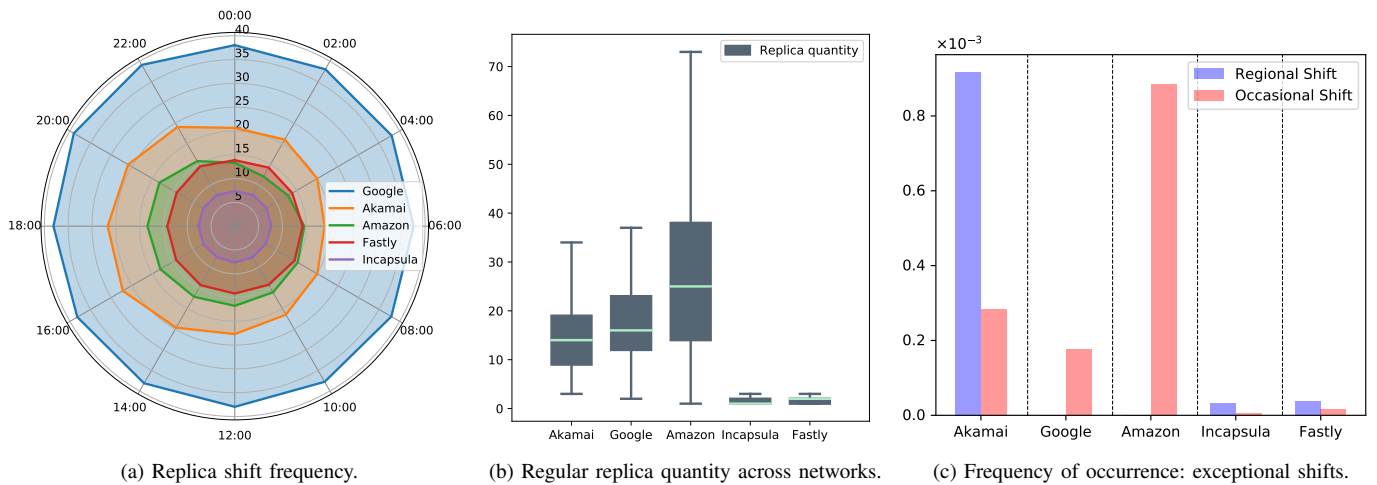 00:00
02:00
04:00
06:00
08:00
10:00
12:00
14:00
16:00
18:00
20:00
22:00
40
35
30
25
20
15
10
5
Google
Akamai
Amazon
Fastly
Incapsula
(a) Replica shift frequency.
Replica quantity
70
60
50
40
30
20
10
0
Akamai Google Amazon Incapsula Fastly
(b) Regular replica quantity across networks.
×10⁻³
Regional Shift
Occasional Shift
0.8
0.6
0.4
0.2
0.0
Akamai Google Amazon Incapsula Fastly
(c) Frequency of occurrence: exceptional shifts.